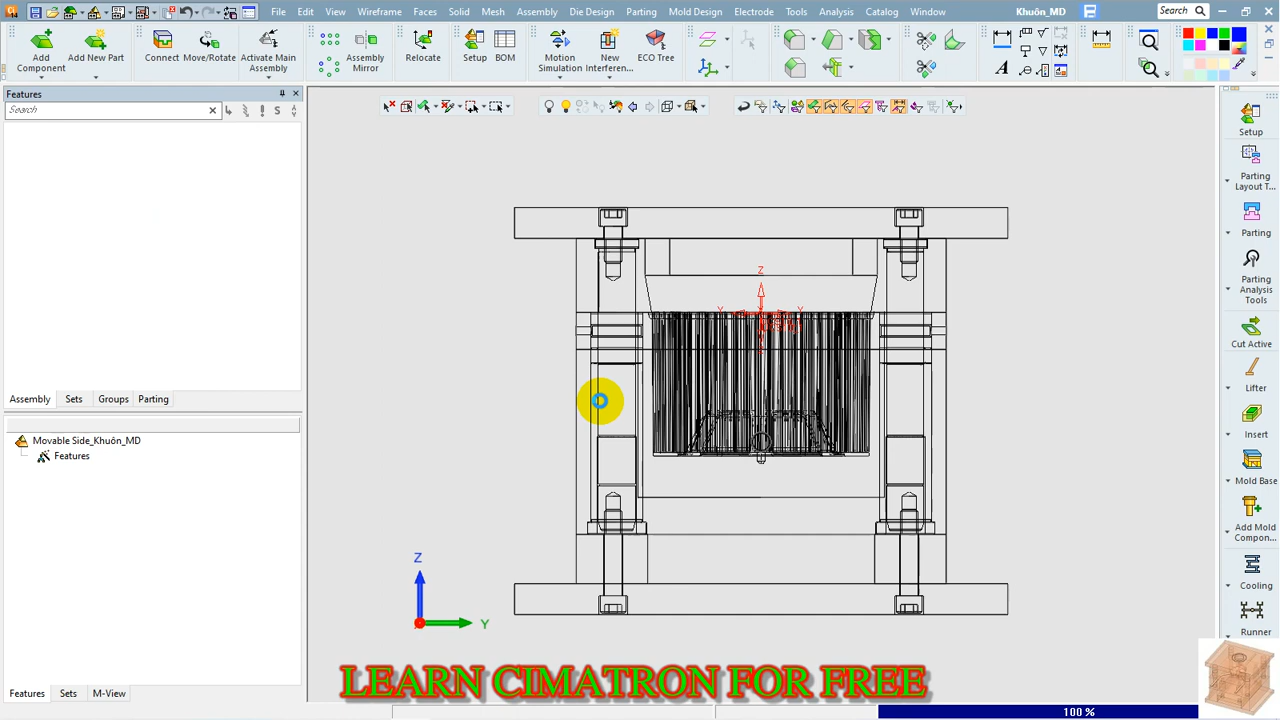 File Edit View Wireframe Faces Solid Mesh Assembly Die Design Parting Mold Design Electrode Tools Analysis Catalog Window Khuôn_MD Search
Add Component
Add New Part
Connect
Move/Rotate
Activate Main Assembly
Assembly Mirror
Relocate
Setup
BOM
Motion Simulation
New Interferen...
ECO Tree
Features
Search
Assembly Sets Groups Parting
Movable Side_Khuôn_MD
Features
Features Sets M-View
Z
Y
Z
Y
Y
Setup
Parting Layout T...
Parting
Parting Analysis Tools
Cut Active
Lifter
Insert
Mold Base
Add Mold Compon...
Cooling
Runner
LEARN CIMATRON FOR FREE
100 %